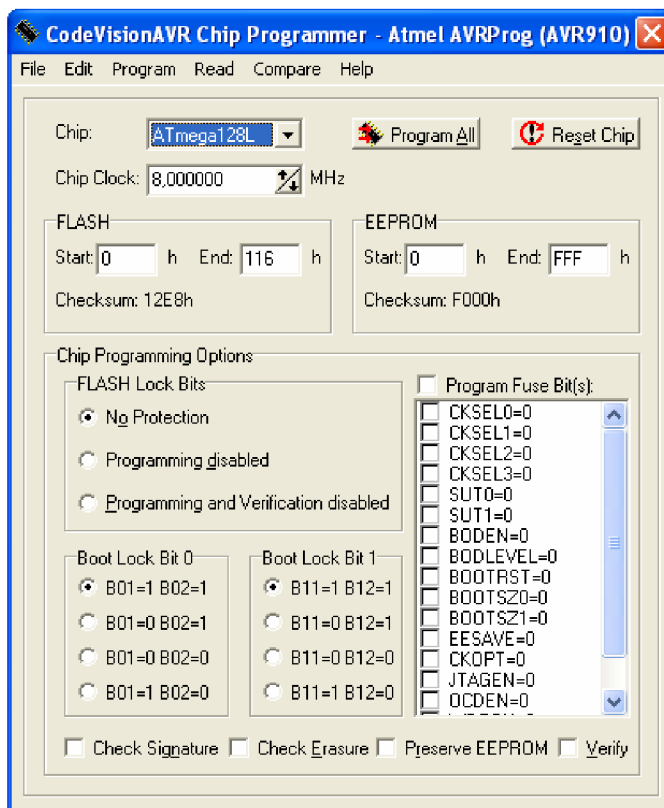 CodeVisionAVR Chip Programmer - Atmel AVRProg (AVR910)
File Edit Program Read Compare Help
Chip: ATmega128L Program All Reset Chip
Chip Clock: 8,000000 MHz
FLASH
Start: 0 h End: 116 h
Checksum: 12E8h
EEPROM
Start: 0 h End: FFF h
Checksum: F000h
Chip Programming Options
FLASH Lock Bits
No Protection
Programming disabled
Programming and Verification disabled
Boot Lock Bit 0
B01=1 B02=1
B01=0 B02=1
B01=0 B02=0
B01=1 B02=0
Boot Lock Bit 1
B11=1 B12=1
B11=0 B12=1
B11=0 B12=0
B11=1 B12=0
Program Fuse Bit(s):
CKSEL0=0
CKSEL1=0
CKSEL2=0
CKSEL3=0
SUT0=0
SUT1=0
BODEN=0
BODLEVEL=0
BOOTRST=0
BOOTSZ0=0
BOOTSZ1=0
EESAVE=0
CKOPT=0
JTAGEN=0
OCDEN=0
Check Signature Check Erasure Preserve EEPROM Verify